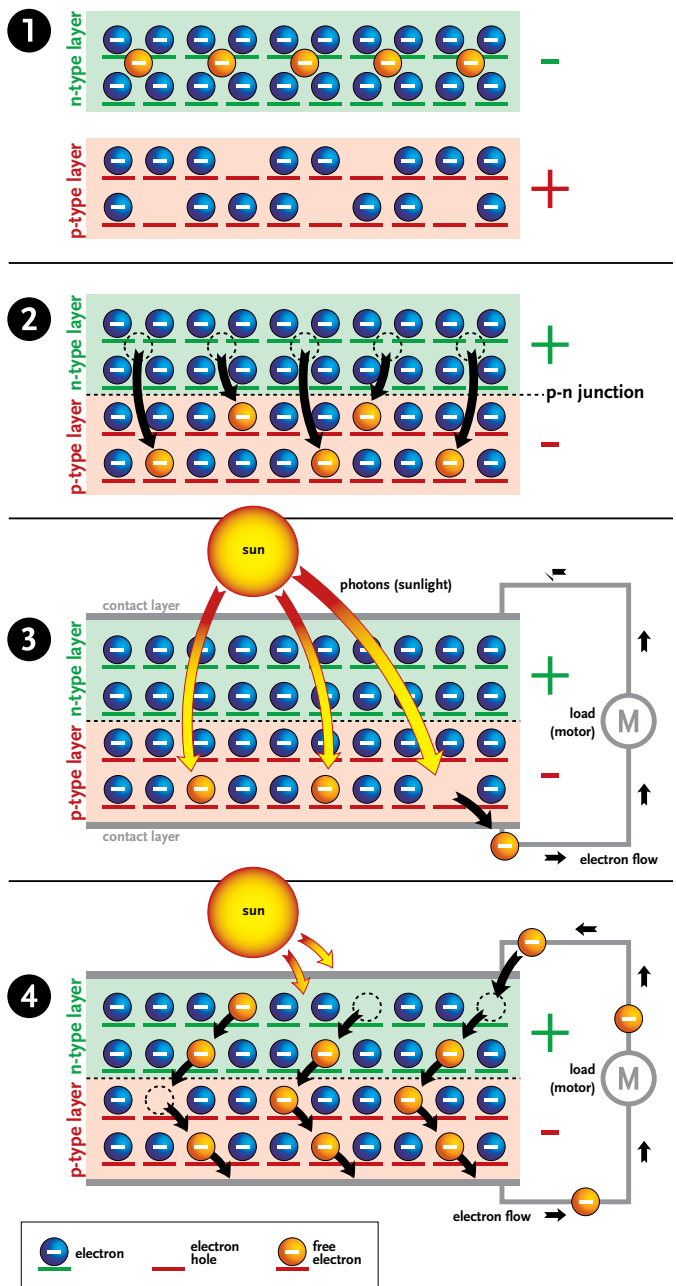 1
n-type layer
−
p-type layer
+
2
n-type layer
+
p-n junction
p-type layer
−
3
sun
photons (sunlight)
contact layer
n-type layer
+
load
(motor)
M
p-type layer
−
contact layer
electron flow
4
sun
n-type layer
+
load
(motor)
M
p-type layer
−
electron flow
electron
electron
hole
free
electron